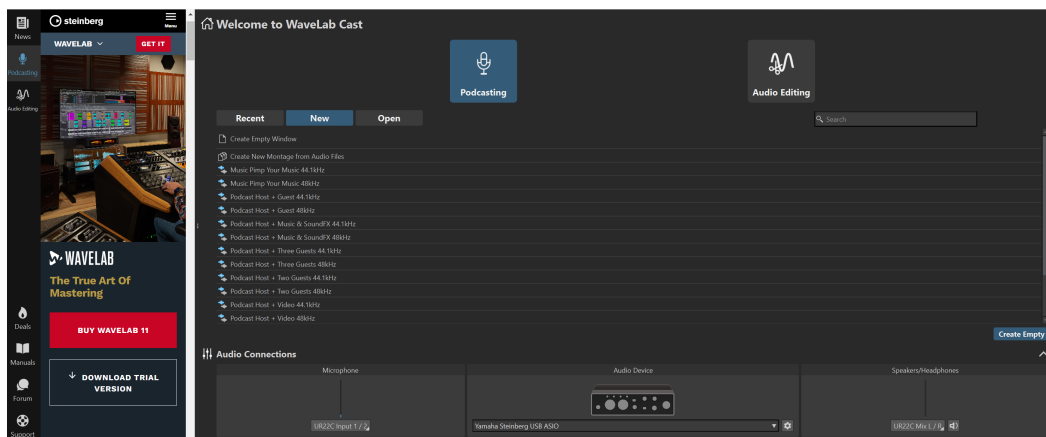 News
Podcasting
Audio Editing
Deals
Manuals
Forum
Support
steinberg
Menu
WAVELAB
GET IT
WAVELAB
The True Art Of
Mastering
BUY WAVELAB 11
DOWNLOAD TRIAL
VERSION
Welcome to WaveLab Cast
Podcasting
Audio Editing
Recent New Open
Search
Create Empty Window
Create New Montage from Audio Files
Music Pimp Your Music 44.1kHz
Music Pimp Your Music 48kHz
Podcast Host + Guest 44.1kHz
Podcast Host + Guest 48kHz
Podcast Host + Music & SoundFX 44.1kHz
Podcast Host + Music & SoundFX 48kHz
Podcast Host + Three Guests 44.1kHz
Podcast Host + Three Guests 48kHz
Podcast Host + Two Guests 44.1kHz
Podcast Host + Two Guests 48kHz
Podcast Host + Video 44.1kHz
Podcast Host + Video 48kHz
Create Empty
Audio Connections
Microphone
UR22C Input 1 / 2
Audio Device
Yamaha Steinberg USB ASIO
Speakers/Headphones
UR22C Mix L / R